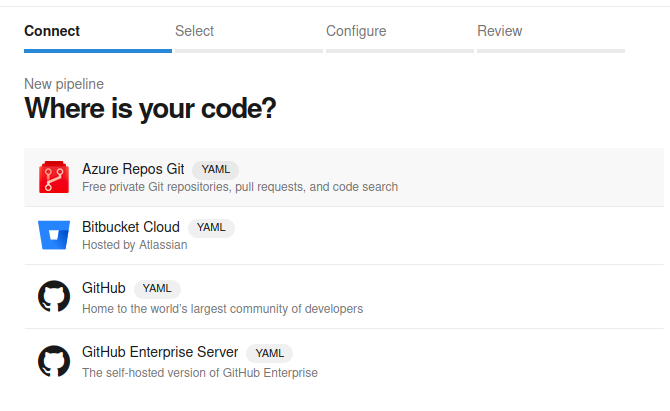 Connect Select Configure Review
New pipeline
Where is your code?
Azure Repos Git YAML
Free private Git repositories, pull requests, and code search
Bitbucket Cloud YAML
Hosted by Atlassian
GitHub YAML
Home to the world's largest community of developers
GitHub Enterprise Server YAML
The self-hosted version of GitHub Enterprise